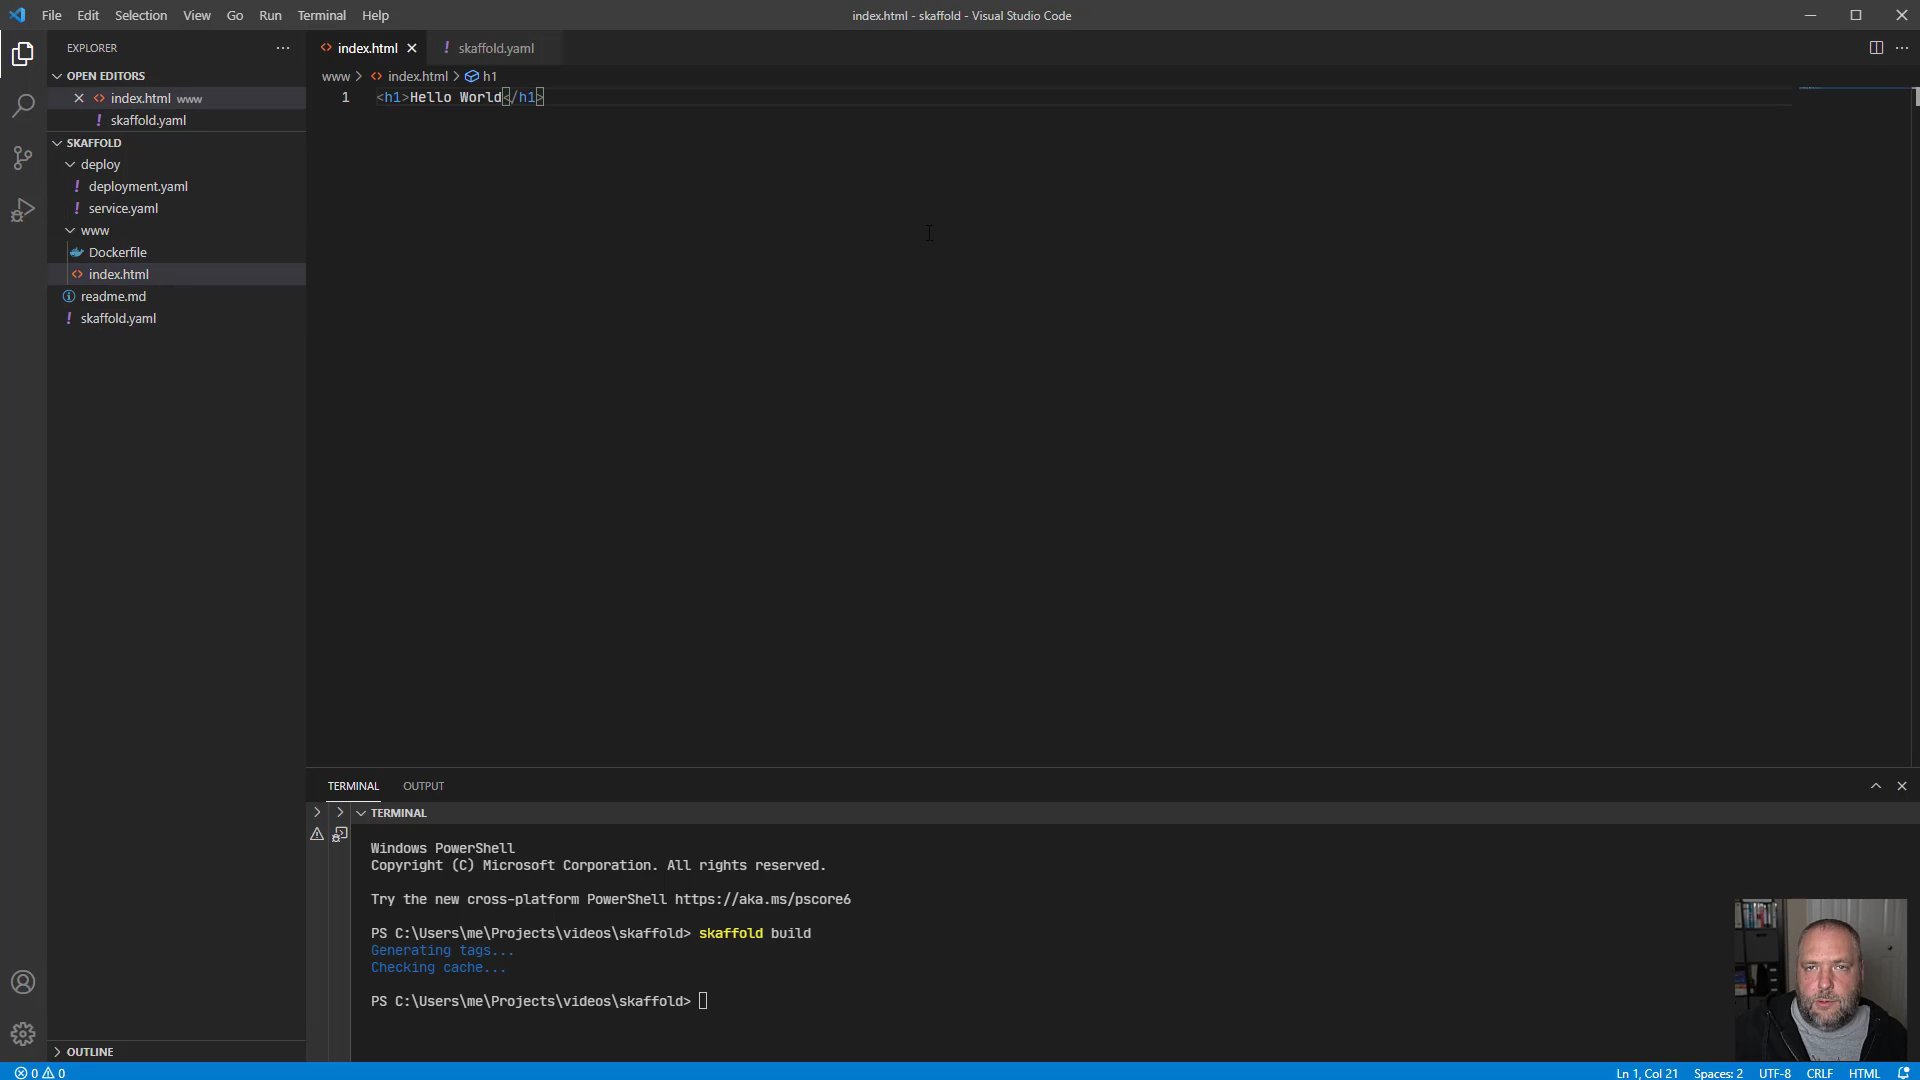 File Edit Selection View Go Run Terminal Help
index.html - skaffold - Visual Studio Code
EXPLORER
OPEN EDITORS
index.html www
skaffold.yaml
SKAFFOLD
deploy
deployment.yaml
service.yaml
www
Dockerfile
index.html
readme.md
skaffold.yaml
OUTLINE
index.html
skaffold.yaml
www > index.html > h1
1 <h1>Hello World</h1>
TERMINAL OUTPUT
TERMINAL
Windows PowerShell
Copyright (C) Microsoft Corporation. All rights reserved.
Try the new cross-platform PowerShell https://aka.ms/pscore6
PS C:\Users\me\Projects\videos\skaffold> skaffold build
Generating tags...
Checking cache...
PS C:\Users\me\Projects\videos\skaffold>
0 0
Ln 1, Col 21 Spaces: 2 UTF-8 CRLF HTML